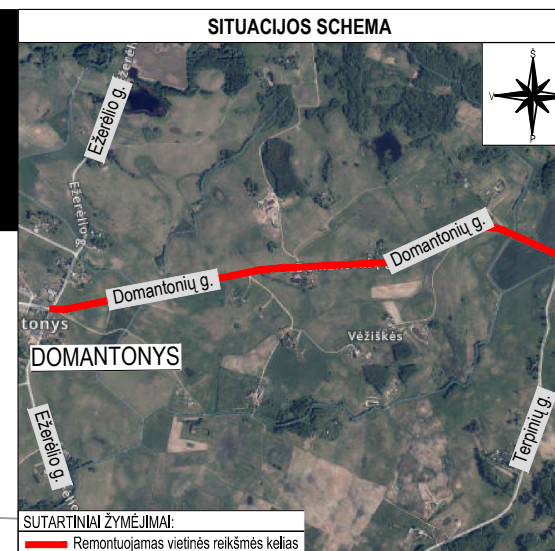 SITUACIJOS SCHEMA
Š
V
P
Ežerėlio g.
Ežerėlio g.
Domantonių g.
Domantonių g.
tonys
Vėžiškės
DOMANTONYS
Ežerėlio g.
Terpinių g.
SUTARTINIAI ŽYMĖJIMAI:
Remontuojamas vietinės reikšmės kelias